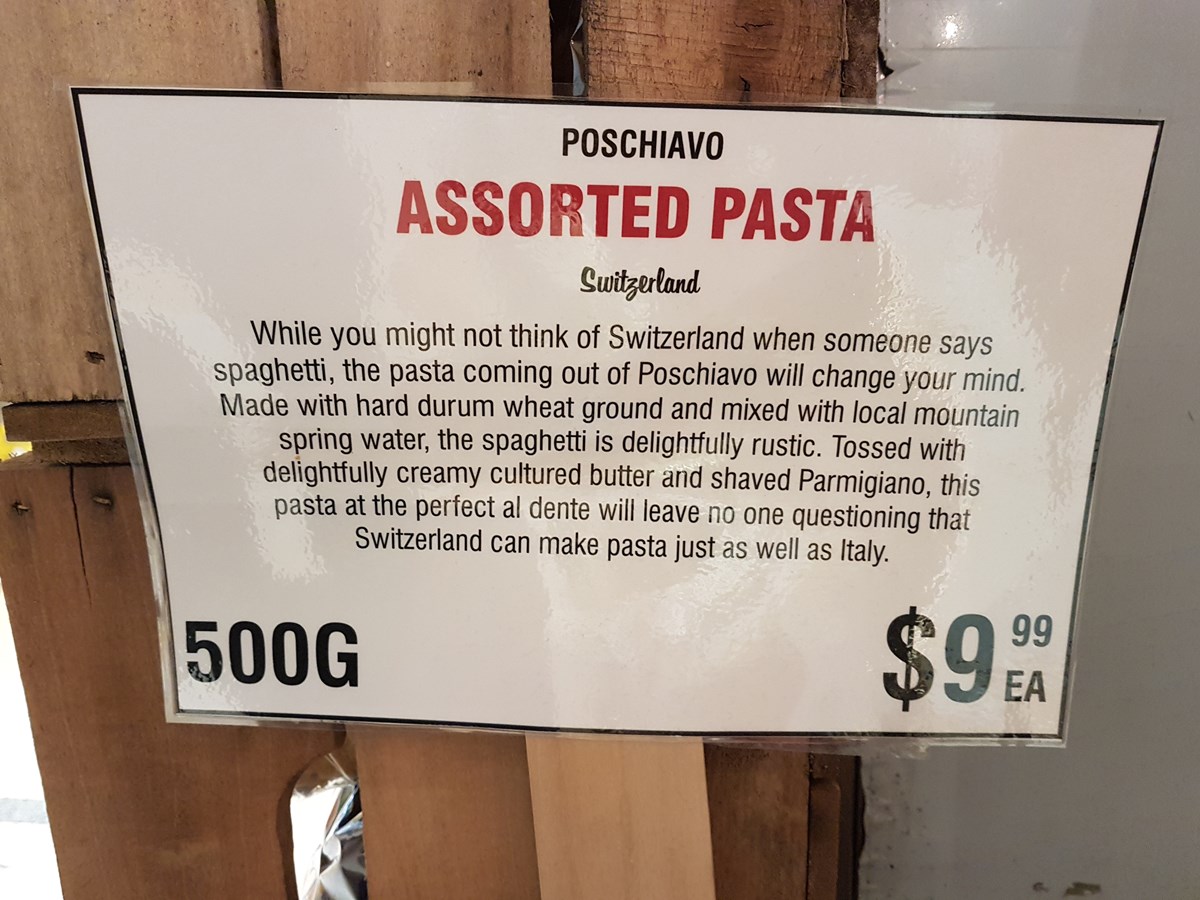 POSCHIAVO
ASSORTED PASTA
Switzerland
While you might not think of Switzerland when someone says
spaghetti, the pasta coming out of Poschiavo will change your mind.
Made with hard durum wheat ground and mixed with local mountain
spring water, the spaghetti is delightfully rustic. Tossed with
delightfully creamy cultured butter and shaved Parmigiano, this
pasta at the perfect al dente will leave no one questioning that
Switzerland can make pasta just as well as Italy.
500G
$9 99
EA